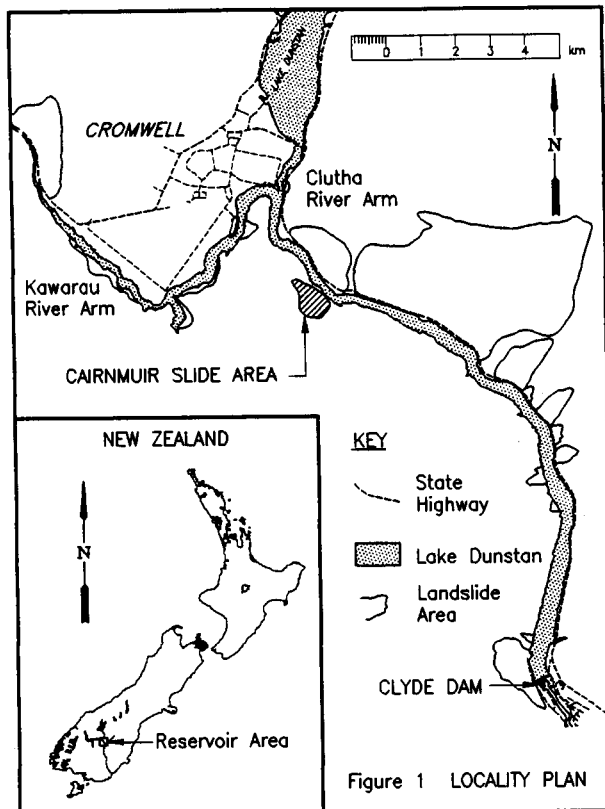 0 1 2 3 4 km
LAKE DUNSTAN
CROMWELL
N
Clutha
River Arm
Kawarau
River Arm
CAIRNMUIR SLIDE AREA
NEW ZEALAND
N
Reservoir Area
KEY
State
Highway
Lake Dunstan
Landslide
Area
CLYDE DAM
Figure 1 LOCALITY PLAN